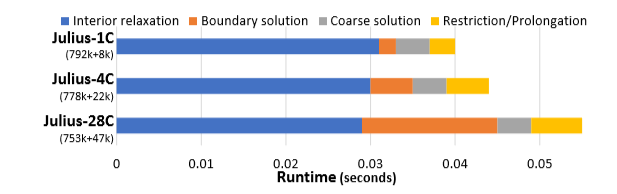 Interior relaxation Boundary solution Coarse solution Restriction/Prolongation
Julius-1C
(792k+8k)
Julius-4C
(778k+22k)
Julius-28C
(753k+47k)
0 0.01 0.02 0.03 0.04 0.05
Runtime (seconds)